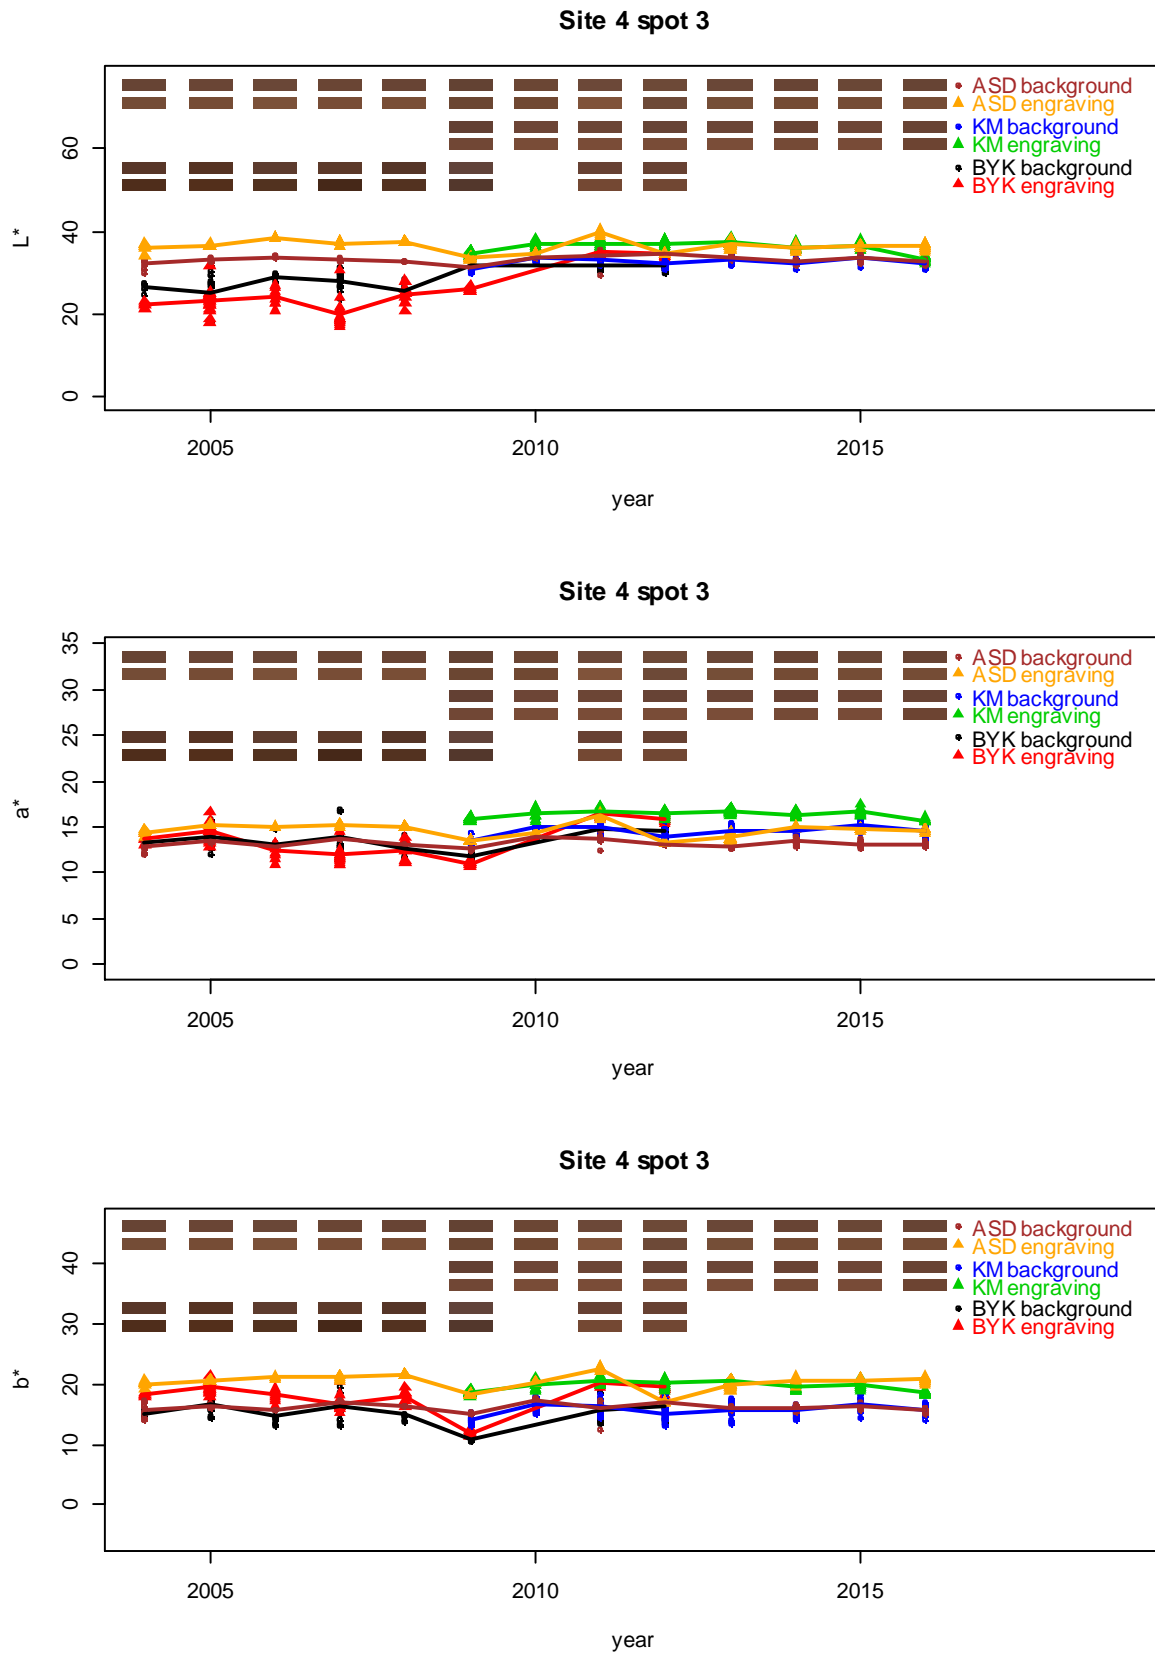 Site 4 spot 3
ASD background
ASD engraving
KM background
KM engraving
BYK background
BYK engraving
L*
60
40
20
0
2005 2010 2015
year
Site 4 spot 3
ASD background
ASD engraving
KM background
KM engraving
BYK background
BYK engraving
a*
35
30
25
20
15
10
5
0
2005 2010 2015
year
Site 4 spot 3
ASD background
ASD engraving
KM background
KM engraving
BYK background
BYK engraving
b*
40
30
20
10
0
2005 2010 2015
year